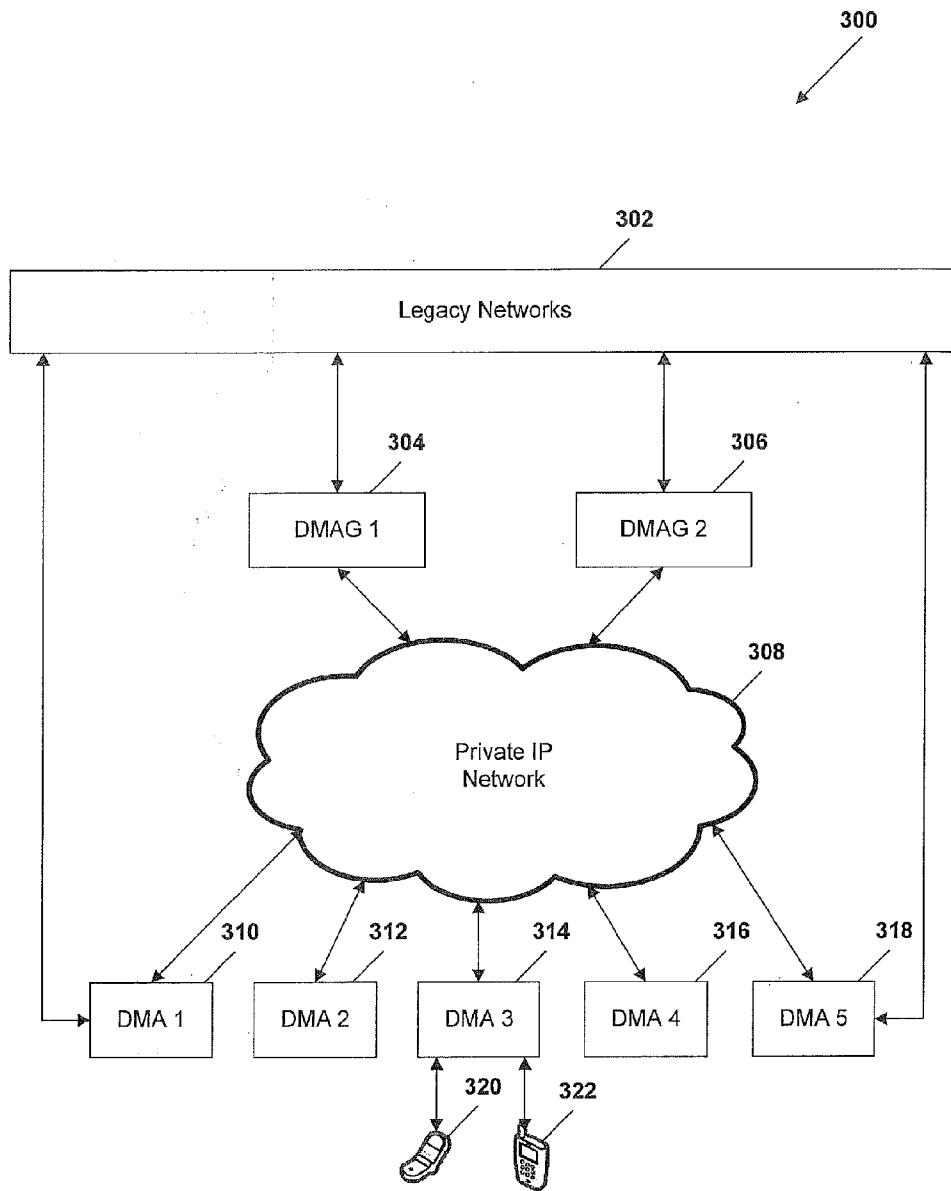 300
302
Legacy Networks
304
306
DMAG 1
DMAG 2
308
Private IP
Network
310
312
314
316
318
DMA 1
DMA 2
DMA 3
DMA 4
DMA 5
320
322